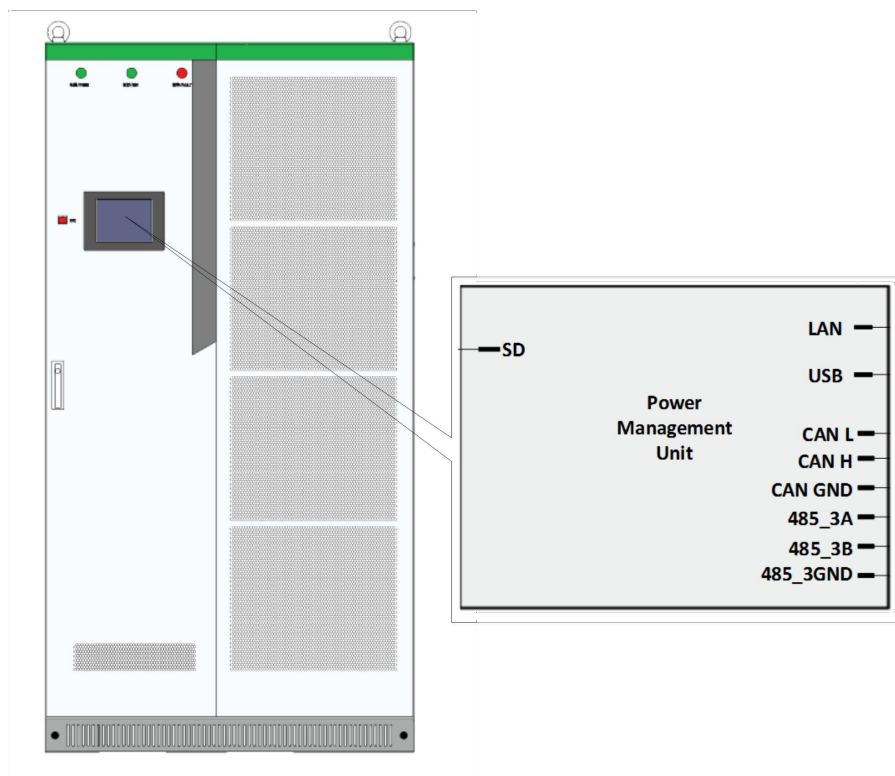 LAN
SD
USB
Power
Management
Unit
CAN L
CAN H
CAN GND
485_3A
485_3B
485_3GND